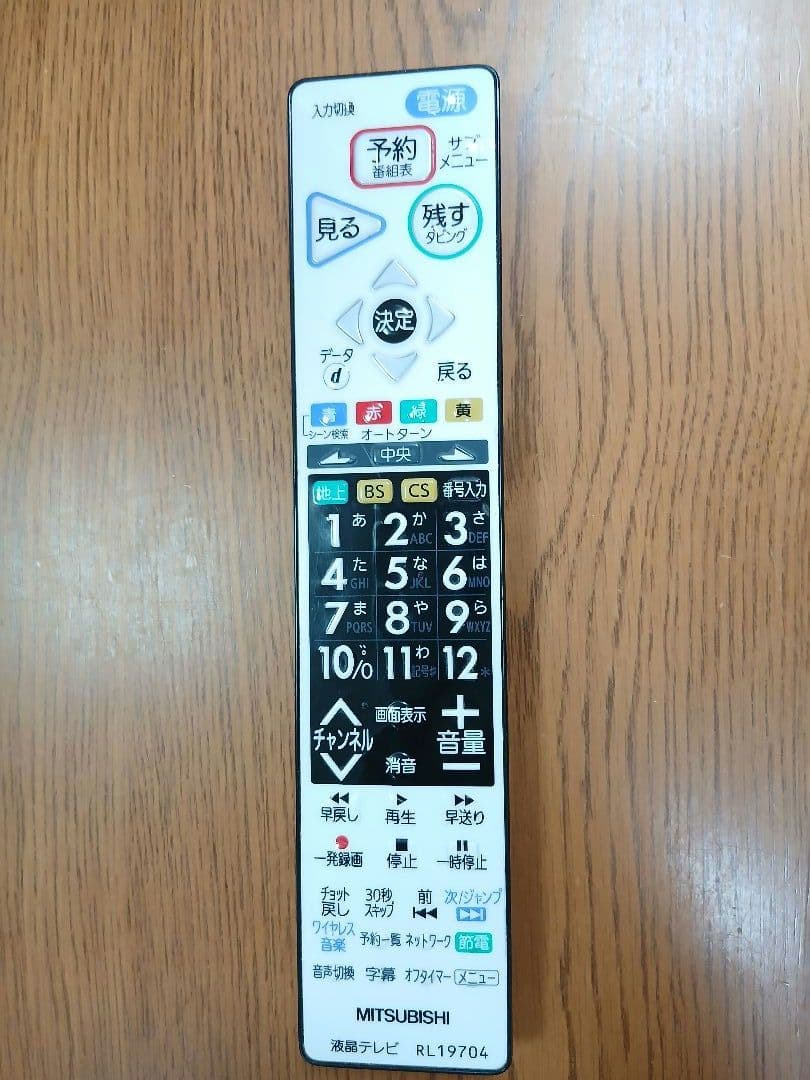 入力切換 電源
予約 サブ
番組表 メニュー
見る 残す
ダビング
決定
データ
d 戻る
青 赤 緑 黄
シーン検索 オートターン
中央
地上 BS CS 番号入力
1 あ 2 か ABC 3 さ DEF
4 た GHI 5 な JKL 6 は MNO
7 ま PQRS 8 や TUV 9 ら WXYZ
10/0 11 わ 記号 12 *
画面表示 +
チャンネル 音量
消音 −
早戻し 再生 早送り
一発録画 停止 一時停止
チョット 30秒 前 次/ジャンプ
戻し スキップ
ワイヤレス
音楽 予約一覧 ネットワーク 節電
音声切換 字幕 オフタイマー メニュー
MITSUBISHI
液晶テレビ RL19704